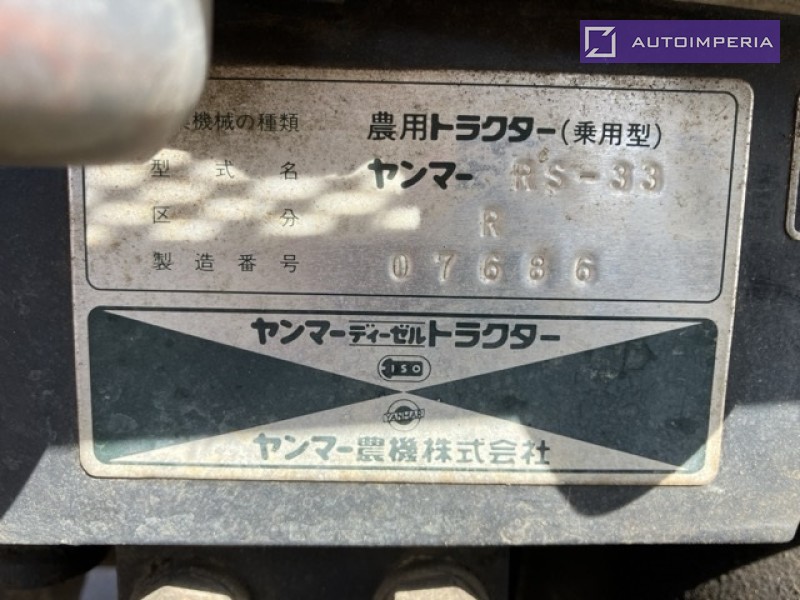 AUTOIMPERIA
機械の種類 農用トラクター(乗用型)
型式名 ヤンマー RS-33
区分 R
製造番号 07686
ヤンマーディーゼルトラクター
ISO
YANMAR
ヤンマー農機株式会社